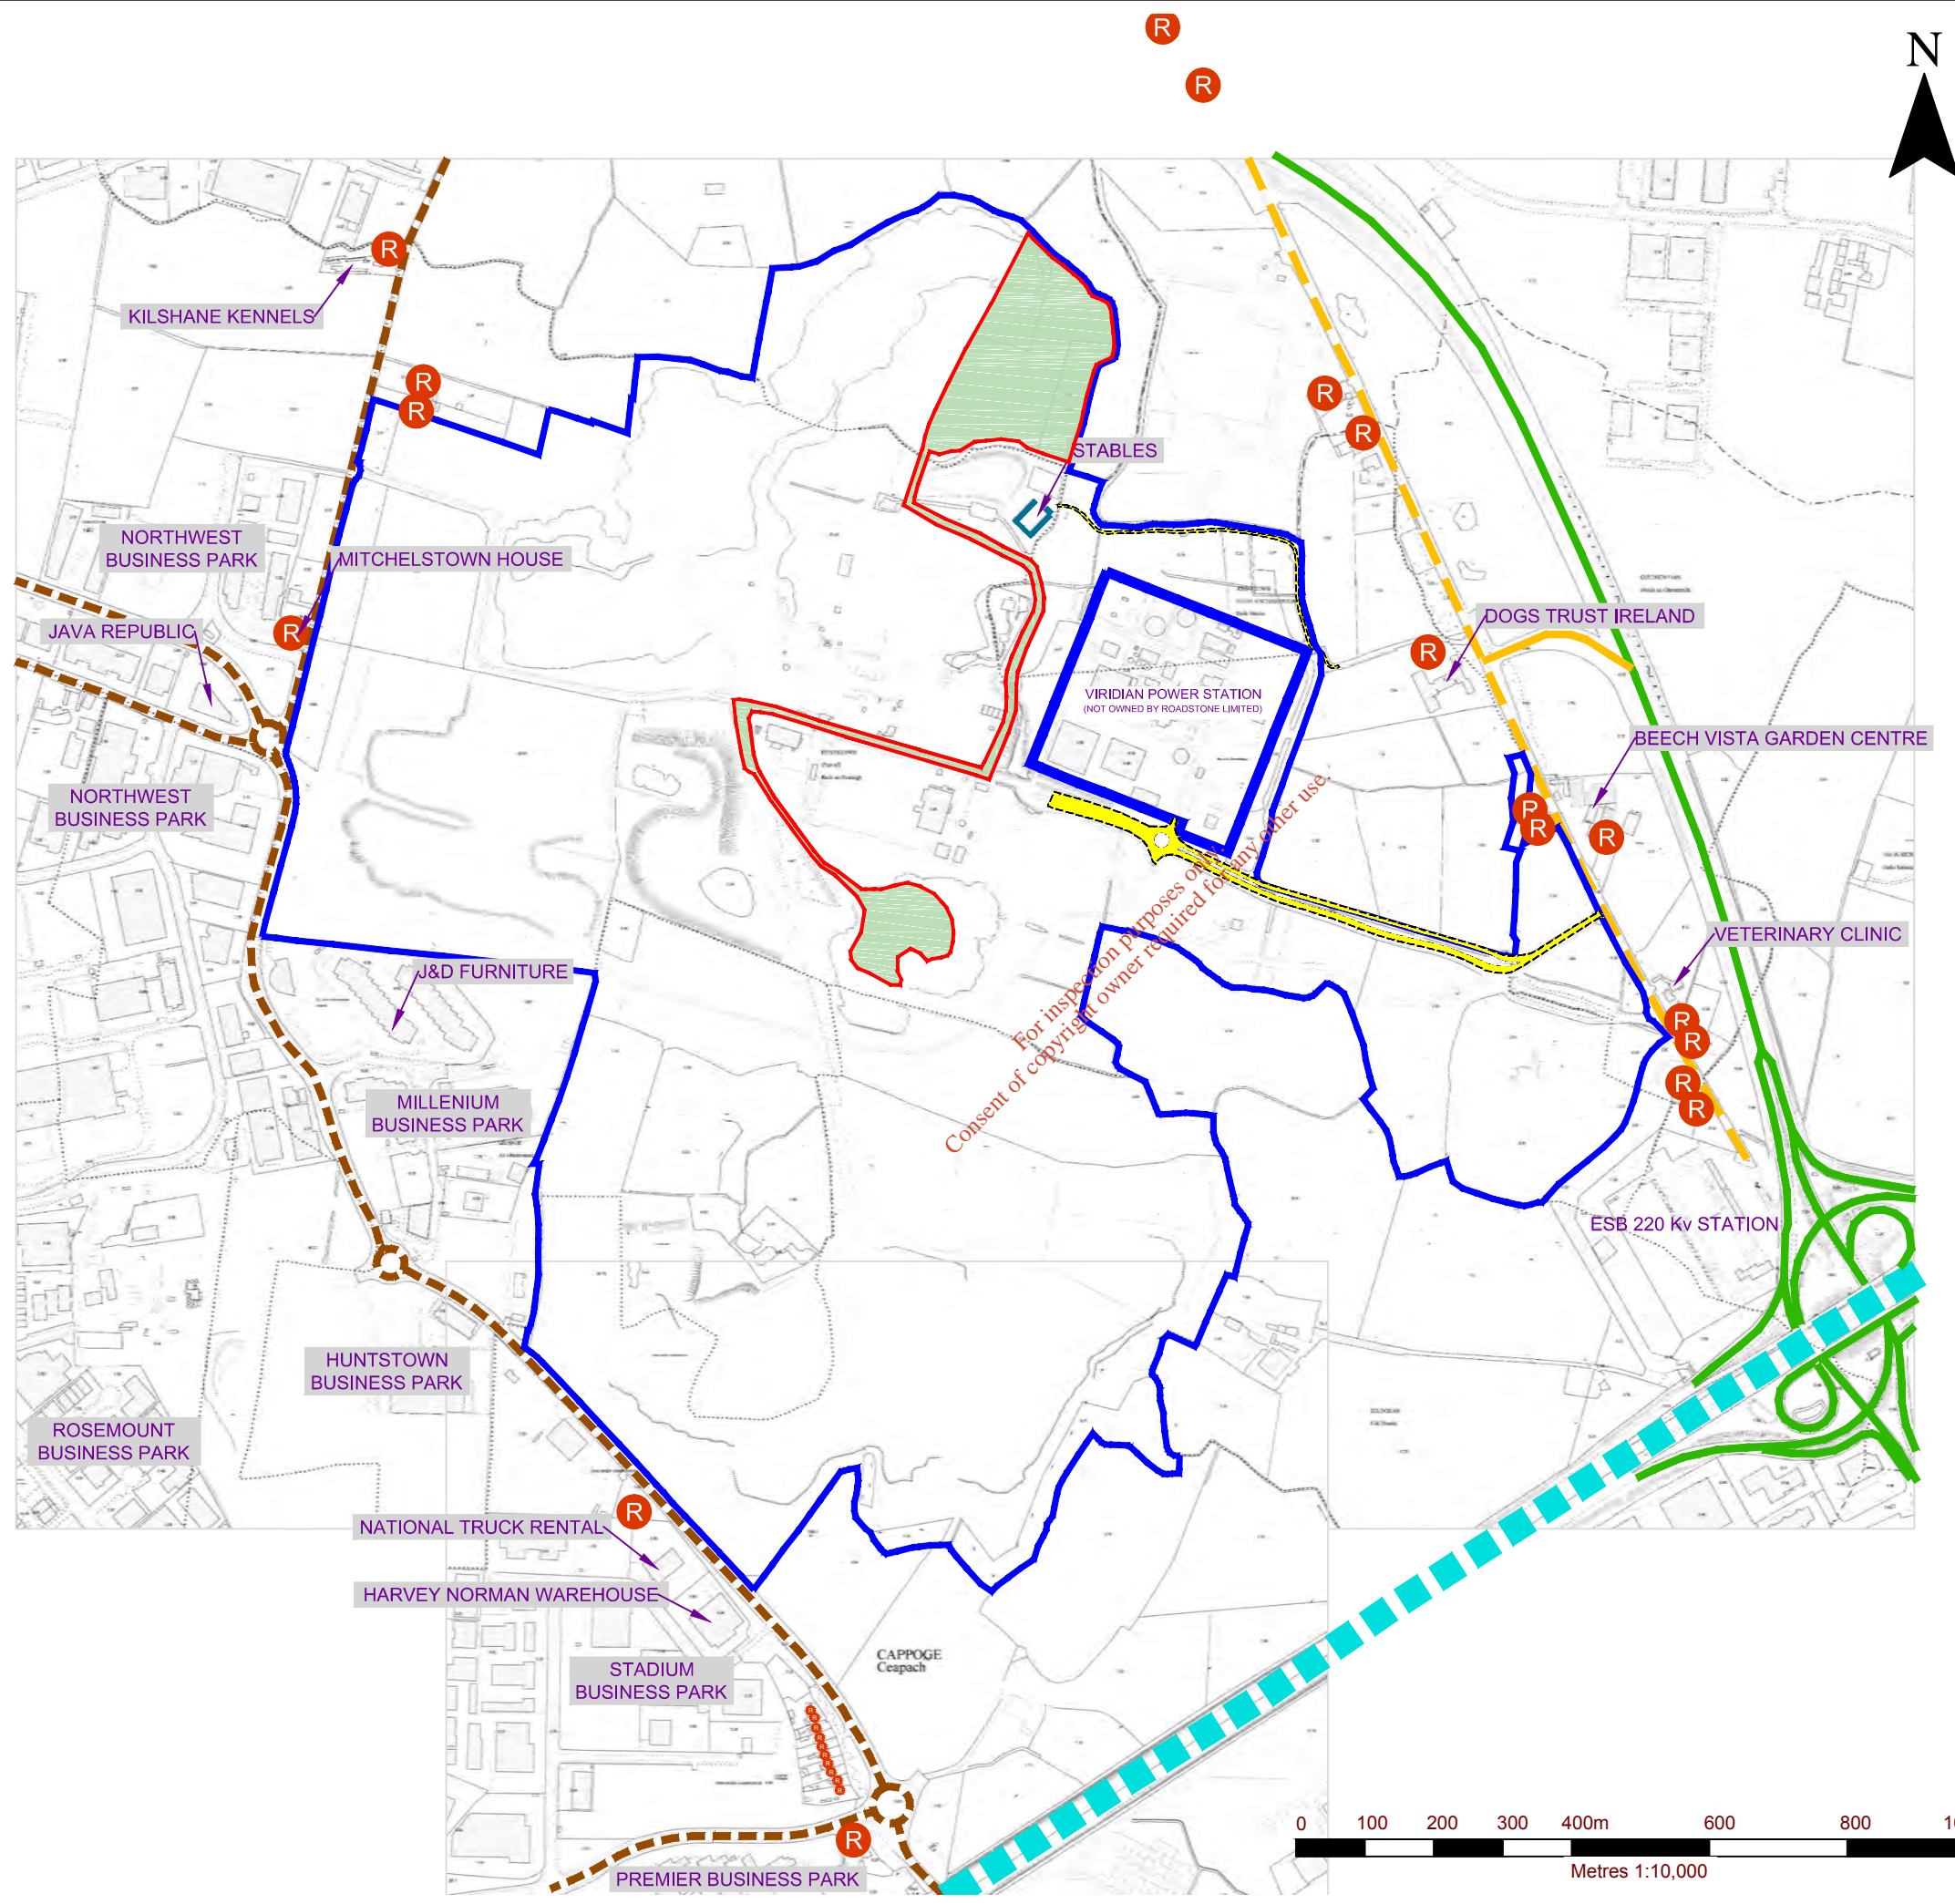 R
N
R
R
KILSHANE KENNELS
R
R
R
R
STABLES
NORTHWEST
BUSINESS PARK
MITCHELSTOWN HOUSE
DOGS TRUST IRELAND
JAVA REPUBLIC
R
R
VIRIDIAN POWER STATION
(NOT OWNED BY ROADSTONE LIMITED)
BEECH VISTA GARDEN CENTRE
NORTHWEST
BUSINESS PARK
R
R
R
For inspection purposes only.
Consent of copyright owner required for any other use.
VETERINARY CLINIC
J&D FURNITURE
R
R
R
R
MILLENIUM
BUSINESS PARK
ESB 220 Kv STATION
HUNTSTOWN
BUSINESS PARK
ROSEMOUNT
BUSINESS PARK
R
NATIONAL TRUCK RENTAL
HARVEY NORMAN WAREHOUSE
CAPPOGE
Ceapach
STADIUM
BUSINESS PARK
R
R
R
R
R
R
R
R
R
R
PREMIER BUSINESS PARK
0 100 200 300 400m 600 800
Metres 1:10,000